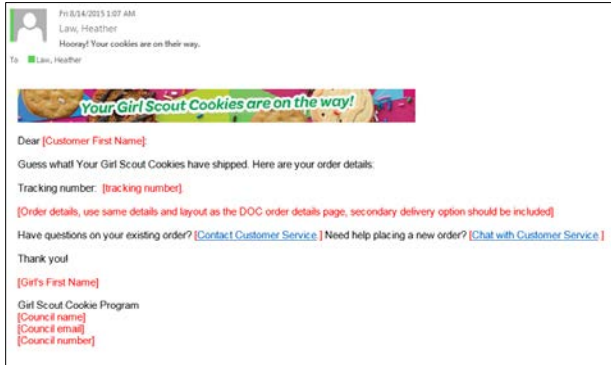 Fri 8/14/2015 1:07 AM
Law, Heather
Hooray! Your cookies are on their way.
To Law, Heather
Your Girl Scout Cookies are on the way!
Dear [Customer First Name]:
Guess what! Your Girl Scout Cookies have shipped. Here are your order details:
Tracking number: [tracking number].
[Order details, use same details and layout as the DOC order details page, secondary delivery option should be included]
Have questions on your existing order? [Contact Customer Service.] Need help placing a new order? [Chat with Customer Service.]
Thank you!
[Girl's First Name]
Girl Scout Cookie Program
[Council name]
[Council email]
[Council number]